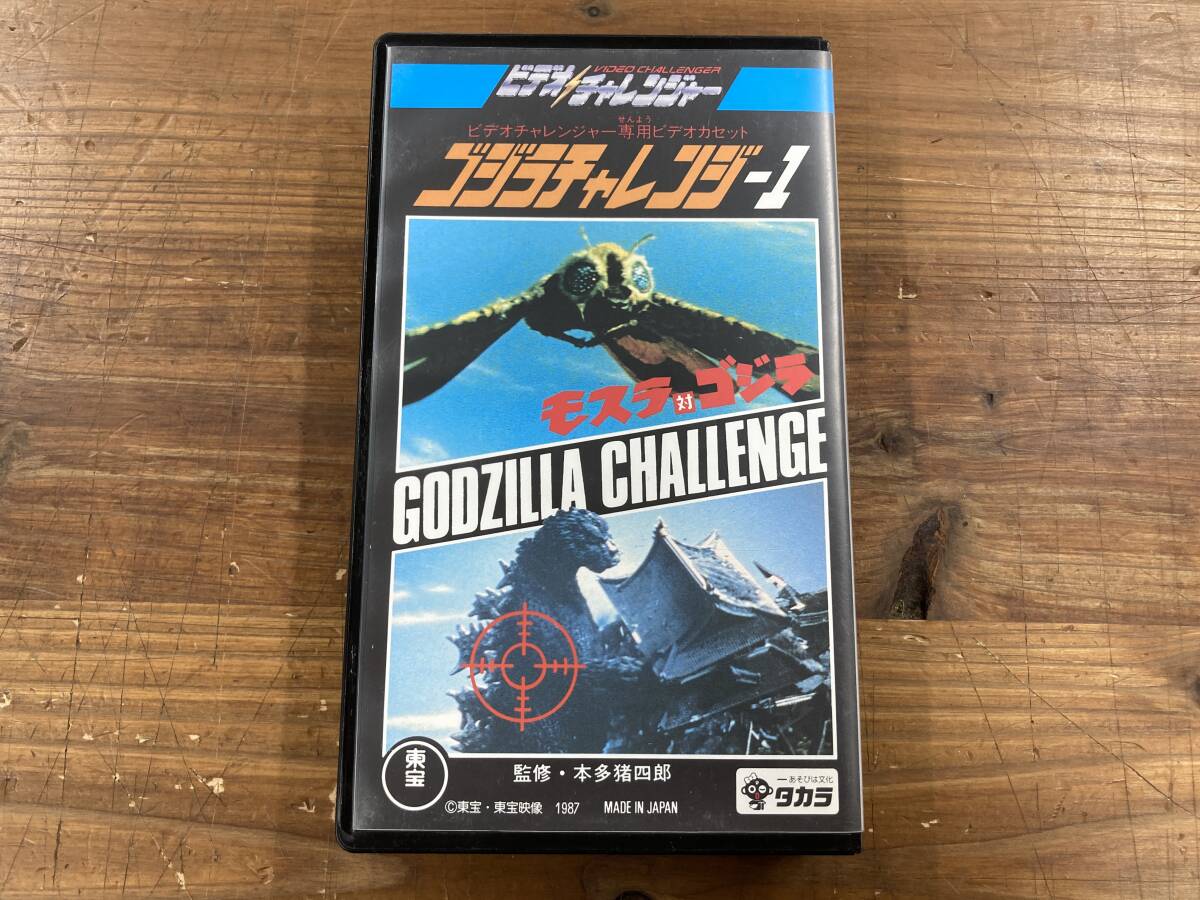 VIDEO CHALLENGER
ビデオチャレンジャー
せんよう
ビデオチャレンジャー専用ビデオカセット
ゴジラチャレンジ-1
モスラ対ゴジラ
GODZILLA CHALLENGE
東宝
監修・本多猪四郎
©東宝・東宝映像 1987 MADE IN JAPAN
あそびは文化
タカラ